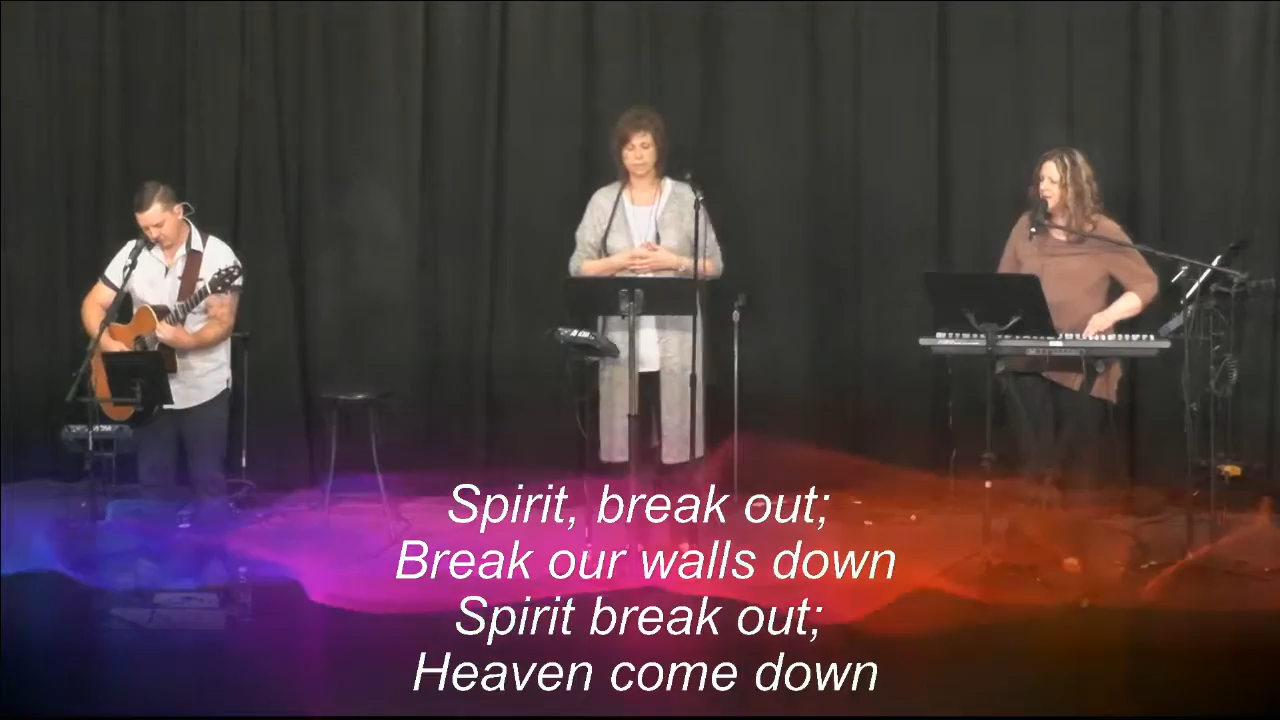 Spirit, break out;
Break our walls down
Spirit break out;
Heaven come down